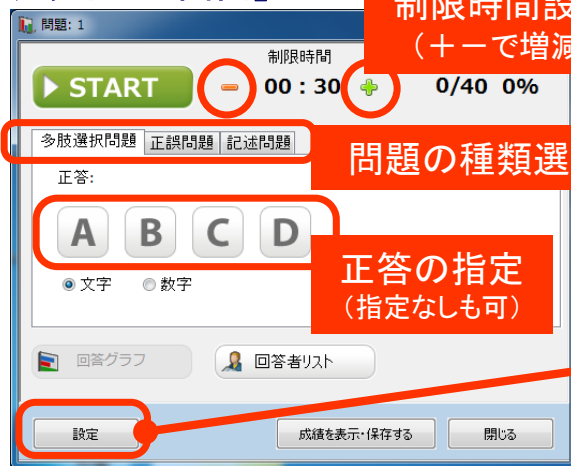 問題: 1
制限時間設
（＋ーで増減
制限時間
START
00 : 30
0/40 0%
多肢選択問題 正誤問題 記述問題
問題の種類選
正答:
A B C D
正答の指定
（指定なしも可）
文字 数字
回答グラフ 回答者リスト
設定 成績を表示・保存する 閉じる